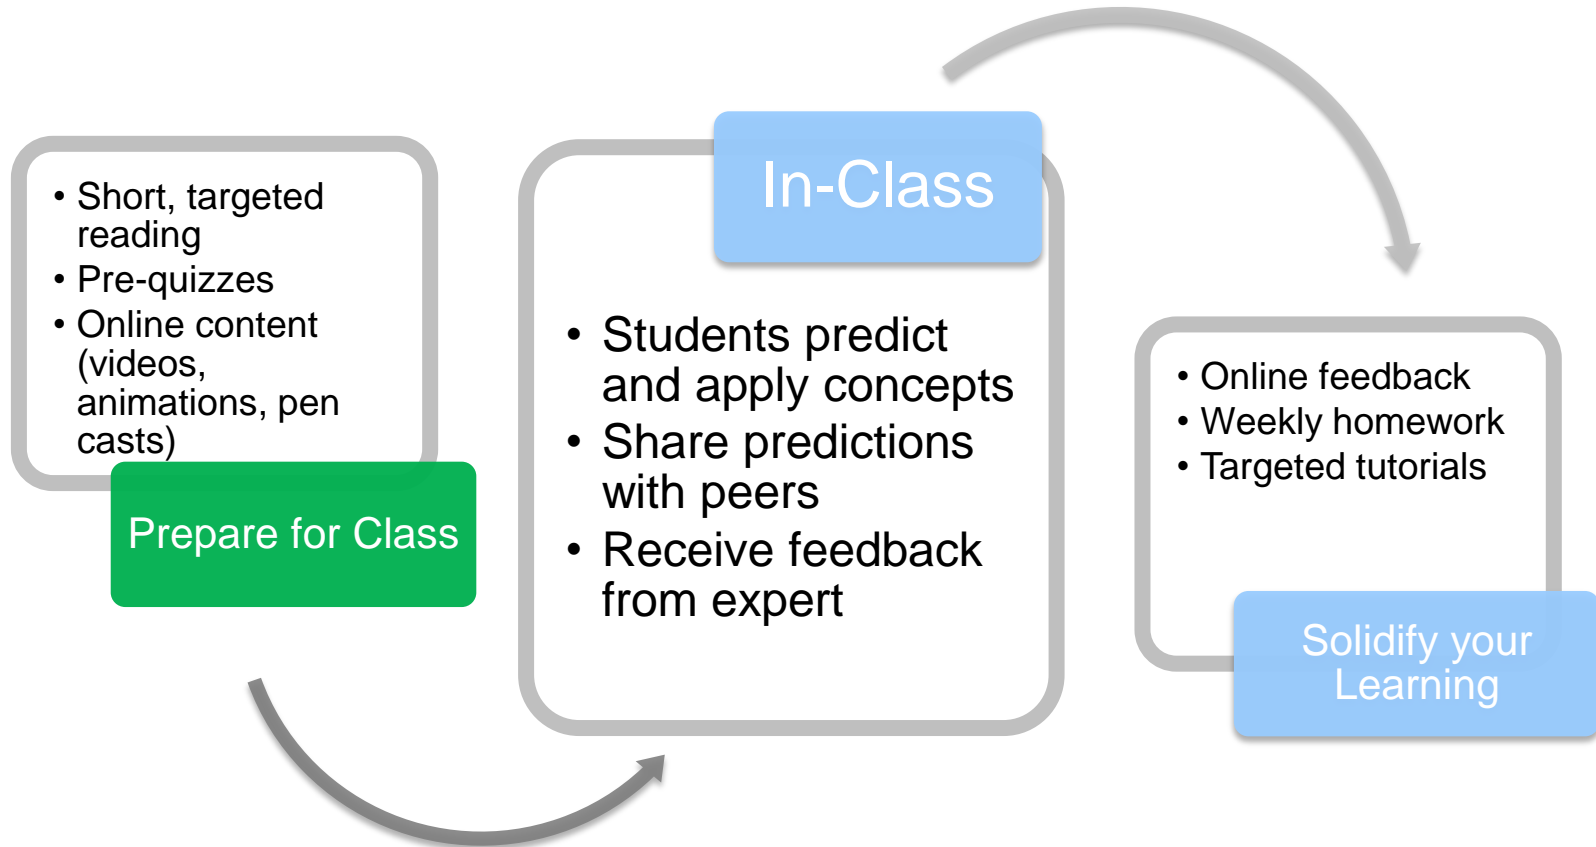 • Short, targeted
reading
• Pre-quizzes
• Online content
(videos,
animations, pen
casts)
Prepare for Class
In-Class
• Students predict
and apply concepts
• Share predictions
with peers
• Receive feedback
from expert
• Online feedback
• Weekly homework
• Targeted tutorials
Solidify your
Learning